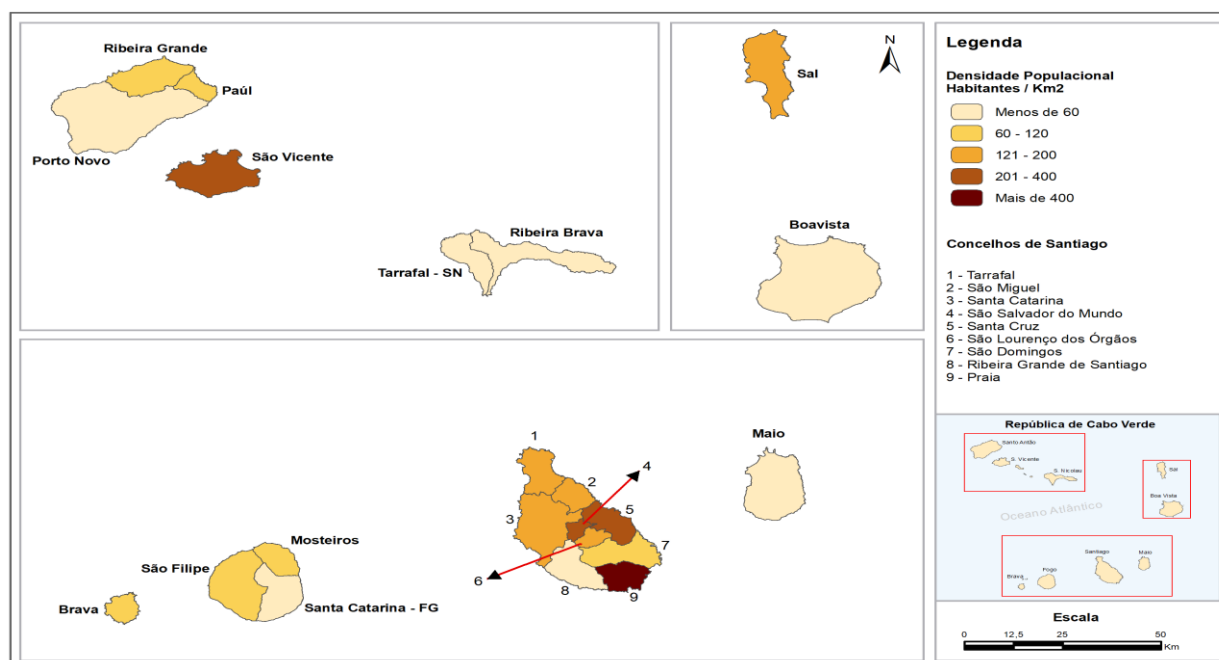 Ribeira Grande
Paúl
Porto Novo
São Vicente
Ribeira Brava
Tarrafal - SN
N
Sal
Boavista
1
2
3
4
5
6
7
8
9
Maio
Mosteiros
São Filipe
Brava
Santa Catarina - FG
Legenda
Densidade Populacional
Habitantes / Km2
Menos de 60
60 - 120
121 - 200
201 - 400
Mais de 400
Concelhos de Santiago
1 - Tarrafal
2 - São Miguel
3 - Santa Catarina
4 - São Salvador do Mundo
5 - Santa Cruz
6 - São Lourenço dos Órgãos
7 - São Domingos
8 - Ribeira Grande de Santiago
9 - Praia
República de Cabo Verde
Santo Antão
S. Vicente
S. Nicolau
Sal
Boa Vista
Oceano Atlântico
Santiago
Maio
Fogo
Brava
Escala
0 12,5 25 50
Km